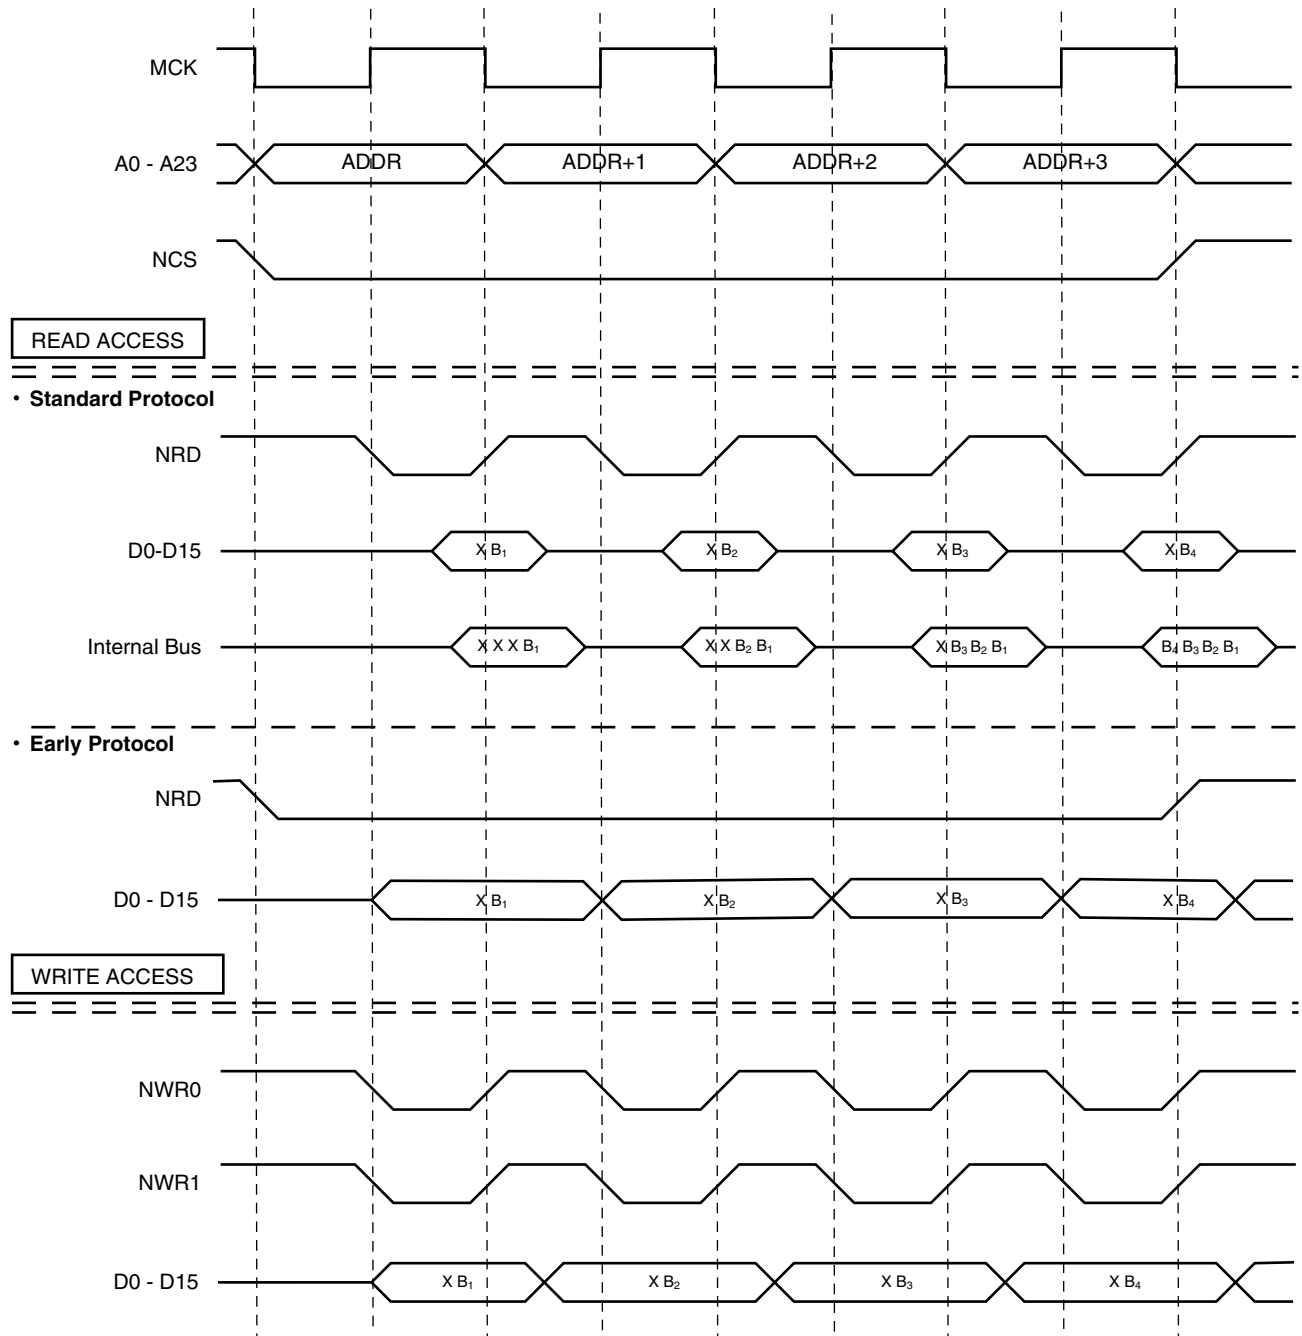 MCK
A0 - A23 ADDR ADDR+1 ADDR+2 ADDR+3
NCS
READ ACCESS
• Standard Protocol
NRD
D0-D15 X B₁ X B₂ X B₃ X B₄
Internal Bus X X X B₁ X X B₂ B₁ X B₃ B₂ B₁ B₄ B₃ B₂ B₁
• Early Protocol
NRD
D0 - D15 X B₁ X B₂ X B₃ X B₄
WRITE ACCESS
NWR0
NWR1
D0 - D15 X B₁ X B₂ X B₃ X B₄